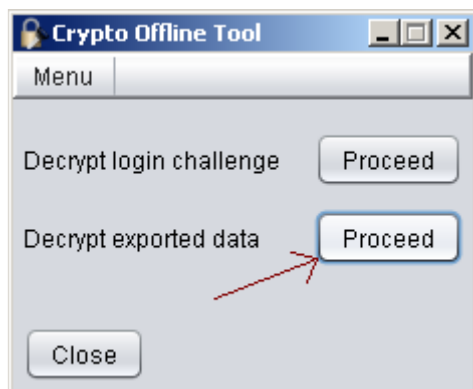 Crypto Offline Tool
Menu
Decrypt login challenge Proceed
Decrypt exported data Proceed
Close